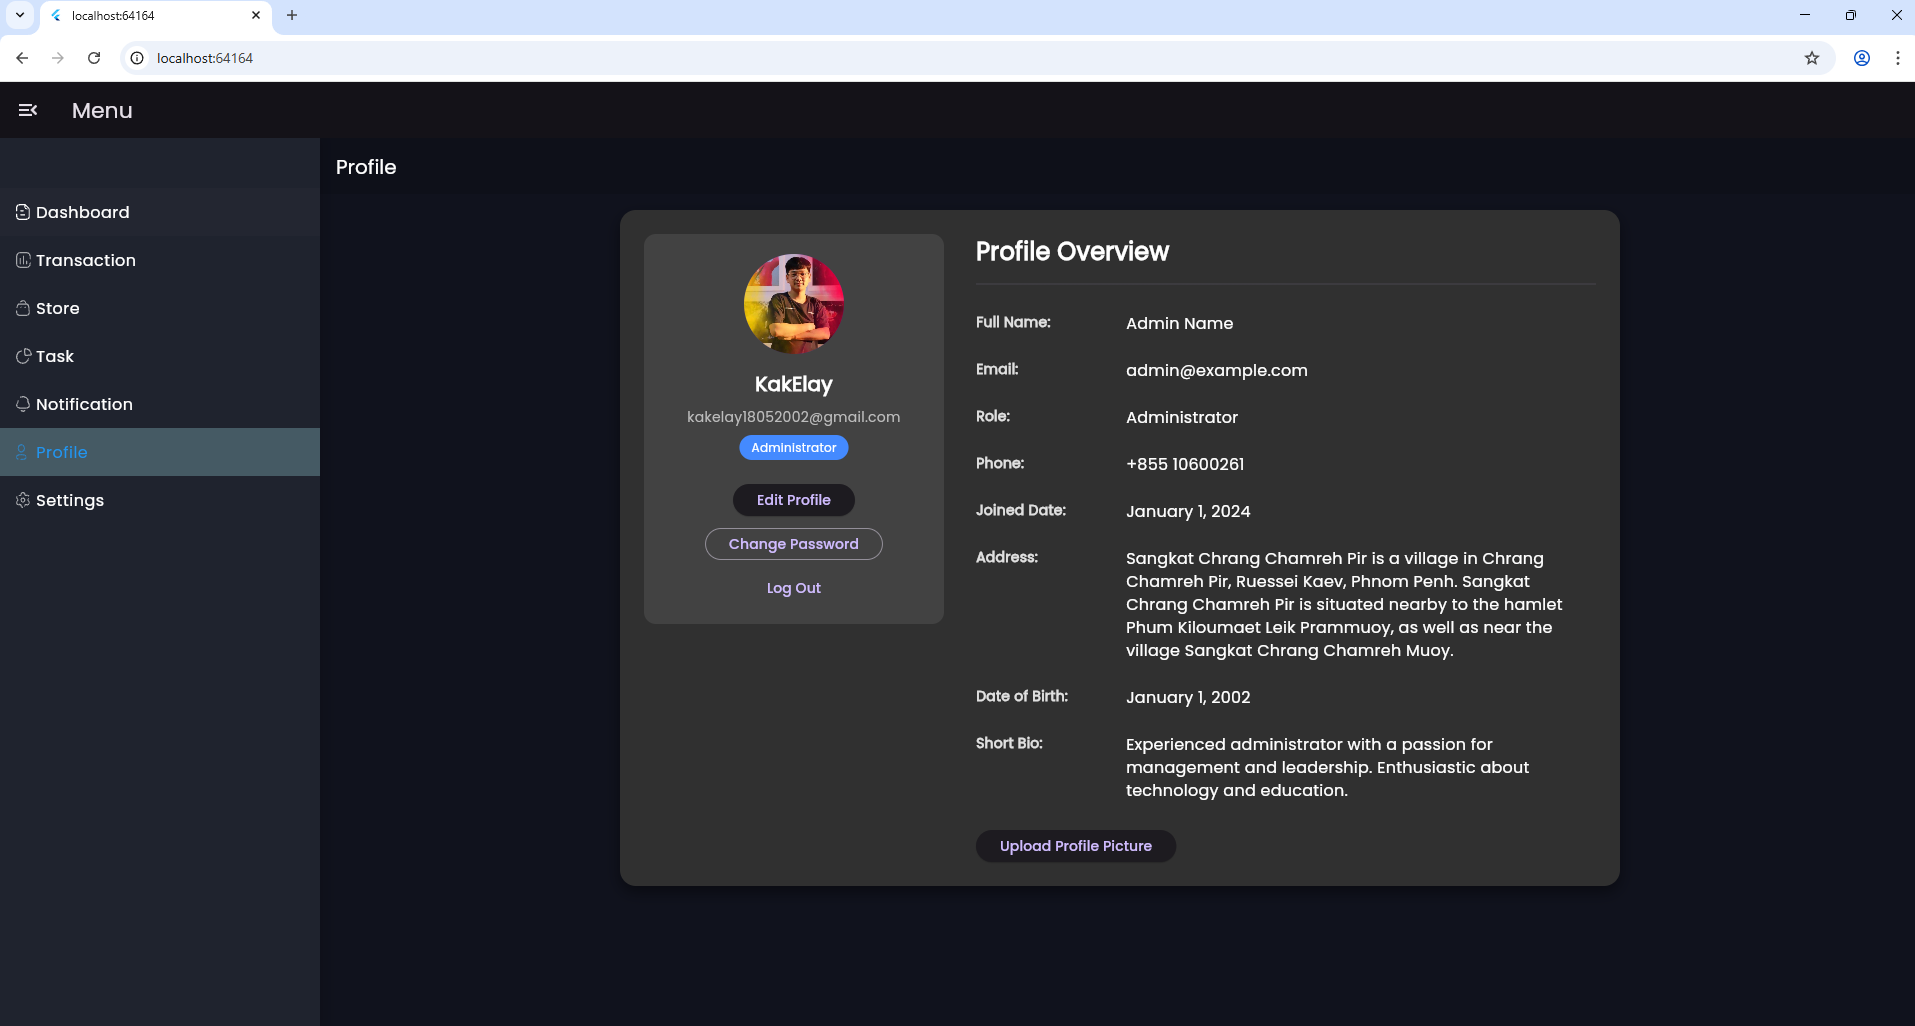 localhost:64164
localhost:64164
Menu
Profile
Dashboard
Transaction
Store
Task
Notification
Profile
Settings
KakElay
kakelay18052002@gmail.com
Administrator
Edit Profile
Change Password
Log Out
Profile Overview
Full Name: Admin Name
Email: admin@example.com
Role: Administrator
Phone: +855 10600261
Joined Date: January 1, 2024
Address: Sangkat Chrang Chamreh Pir is a village in Chrang
Chamreh Pir, Ruessei Kaev, Phnom Penh. Sangkat
Chrang Chamreh Pir is situated nearby to the hamlet
Phum Kiloumaet Leik Prammuoy, as well as near the
village Sangkat Chrang Chamreh Muoy.
Date of Birth: January 1, 2002
Short Bio: Experienced administrator with a passion for
management and leadership. Enthusiastic about
technology and education.
Upload Profile Picture